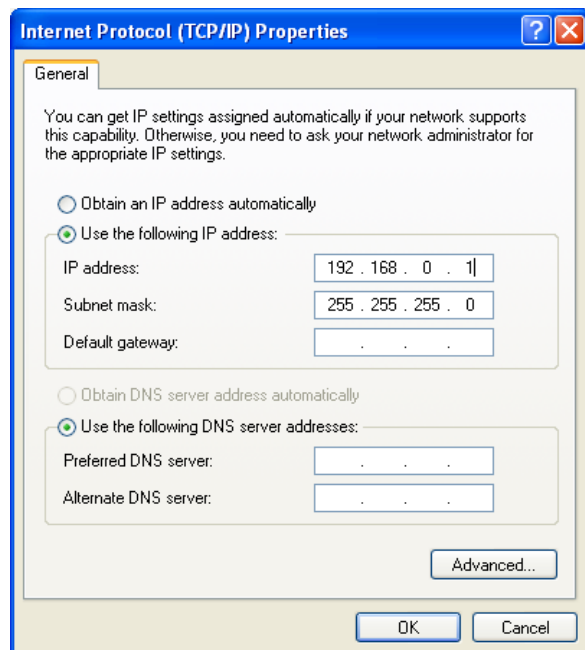 Internet Protocol (TCP/IP) Properties
General
You can get IP settings assigned automatically if your network supports
this capability. Otherwise, you need to ask your network administrator for
the appropriate IP settings.
Obtain an IP address automatically
Use the following IP address:
IP address: 192 . 168 . 0 . 1
Subnet mask: 255 . 255 . 255 . 0
Default gateway: . . .
Obtain DNS server address automatically
Use the following DNS server addresses:
Preferred DNS server: . . .
Alternate DNS server: . . .
Advanced...
OK Cancel